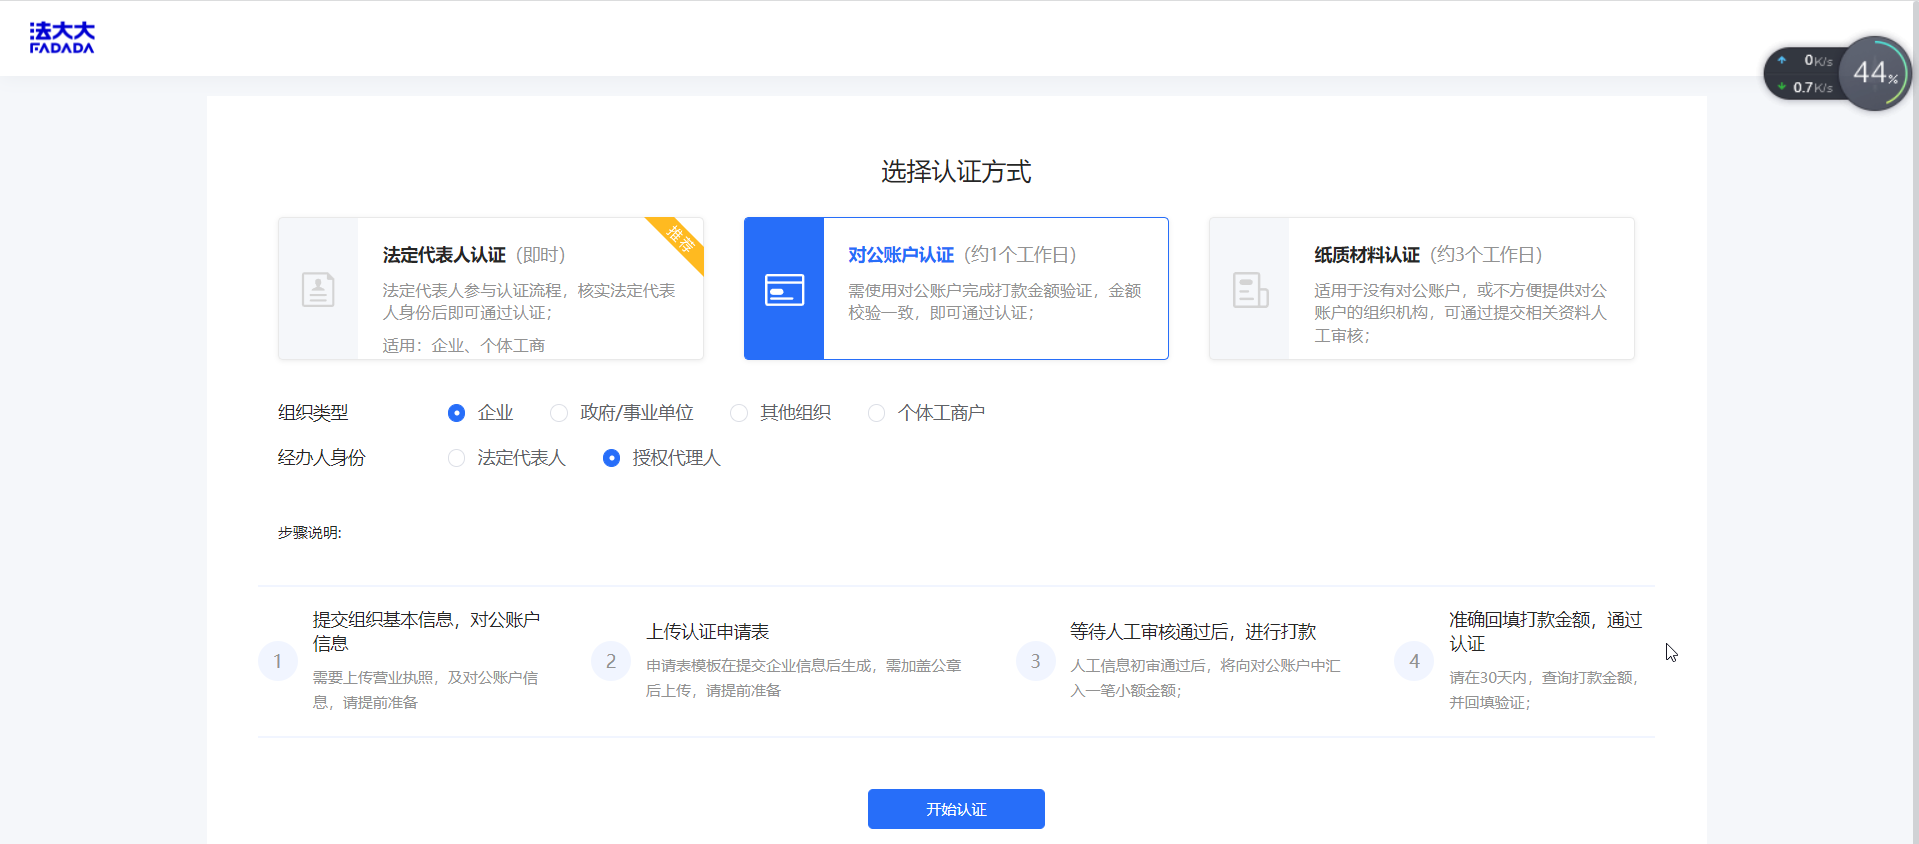 法大大
FADADA
0K/s
0.7K/s
44%
选择认证方式
法定代表人认证（即时）
推荐
法定代表人参与认证流程，核实法定代表
人身份后即可通过认证；
适用：企业、个体工商
对公账户认证（约1个工作日）
需使用对公账户完成打款金额验证，金额
校验一致，即可通过认证；
纸质材料认证（约3个工作日）
适用于没有对公账户，或不方便提供对公
账户的组织机构，可通过提交相关资料人
工审核；
组织类型 企业 政府/事业单位 其他组织 个体工商户
经办人身份 法定代表人 授权代理人
步骤说明:
1
提交组织基本信息，对公账户
信息
需要上传营业执照，及对公账户信
息，请提前准备
2
上传认证申请表
申请表模板在提交企业信息后生成，需加盖公章
后上传，请提前准备
3
等待人工审核通过后，进行打款
人工信息初审通过后，将向对公账户中汇
入一笔小额金额；
4
准确回填打款金额，通过
认证
请在30天内，查询打款金额，
并回填验证；
开始认证